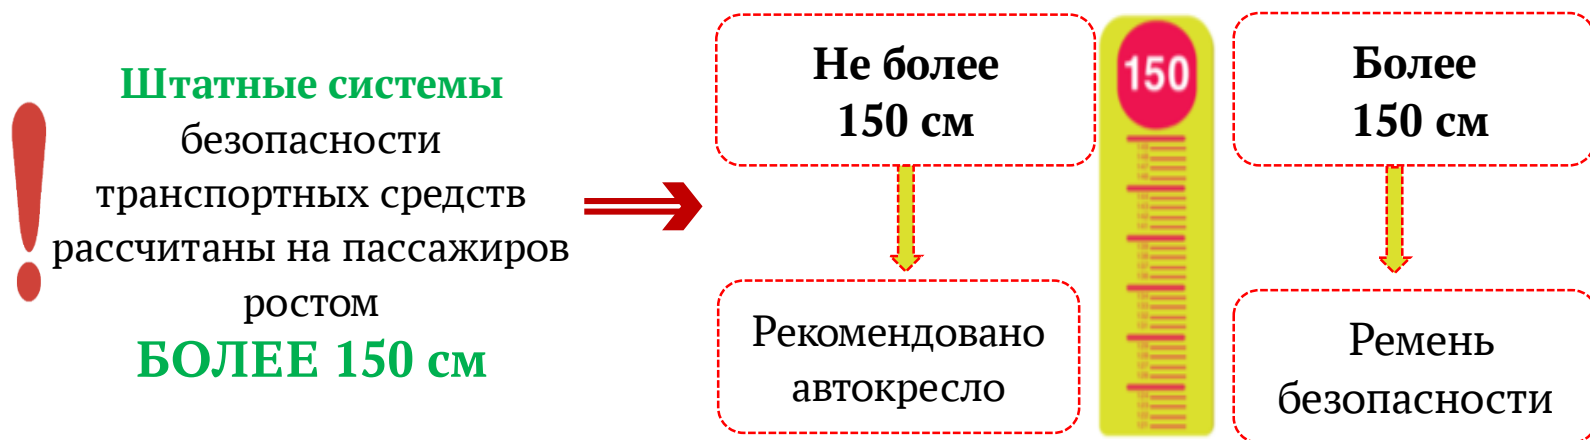 Штатные системы
безопасности
транспортных средств
рассчитаны на пассажиров
ростом
БОЛЕЕ 150 см
Не более
150 см
Рекомендовано
автокресло
150
Более
150 см
Ремень
безопасности